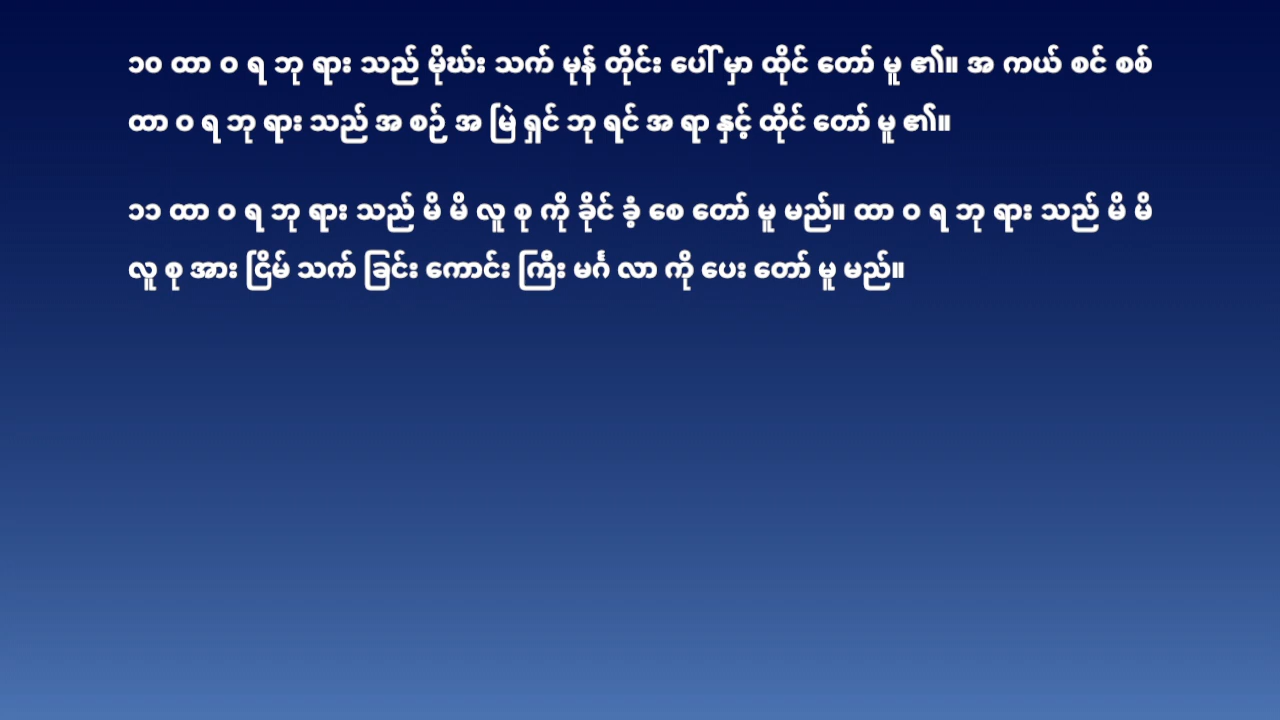 ၁၀ ထာ ဝ ရ ဘု ရား သည် မိုဃ်း သက် မုန် တိုင်း ပေါ် မှာ ထိုင် တော် မူ ၏။ အ ကယ် စင် စစ်
ထာ ဝ ရ ဘု ရား သည် အ စဉ် အ မြဲ ရှင် ဘု ရင် အ ရာ နှင့် ထိုင် တော် မူ ၏။
၁၁ ထာ ဝ ရ ဘု ရား သည် မိ မိ လူ စု ကို ခိုင် ခံ့ စေ တော် မူ မည်။ ထာ ဝ ရ ဘု ရား သည် မိ မိ
လူ စု အား ငြိမ် သက် ခြင်း ကောင်း ကြီး မင်္ဂ လာ ကို ပေး တော် မူ မည်။